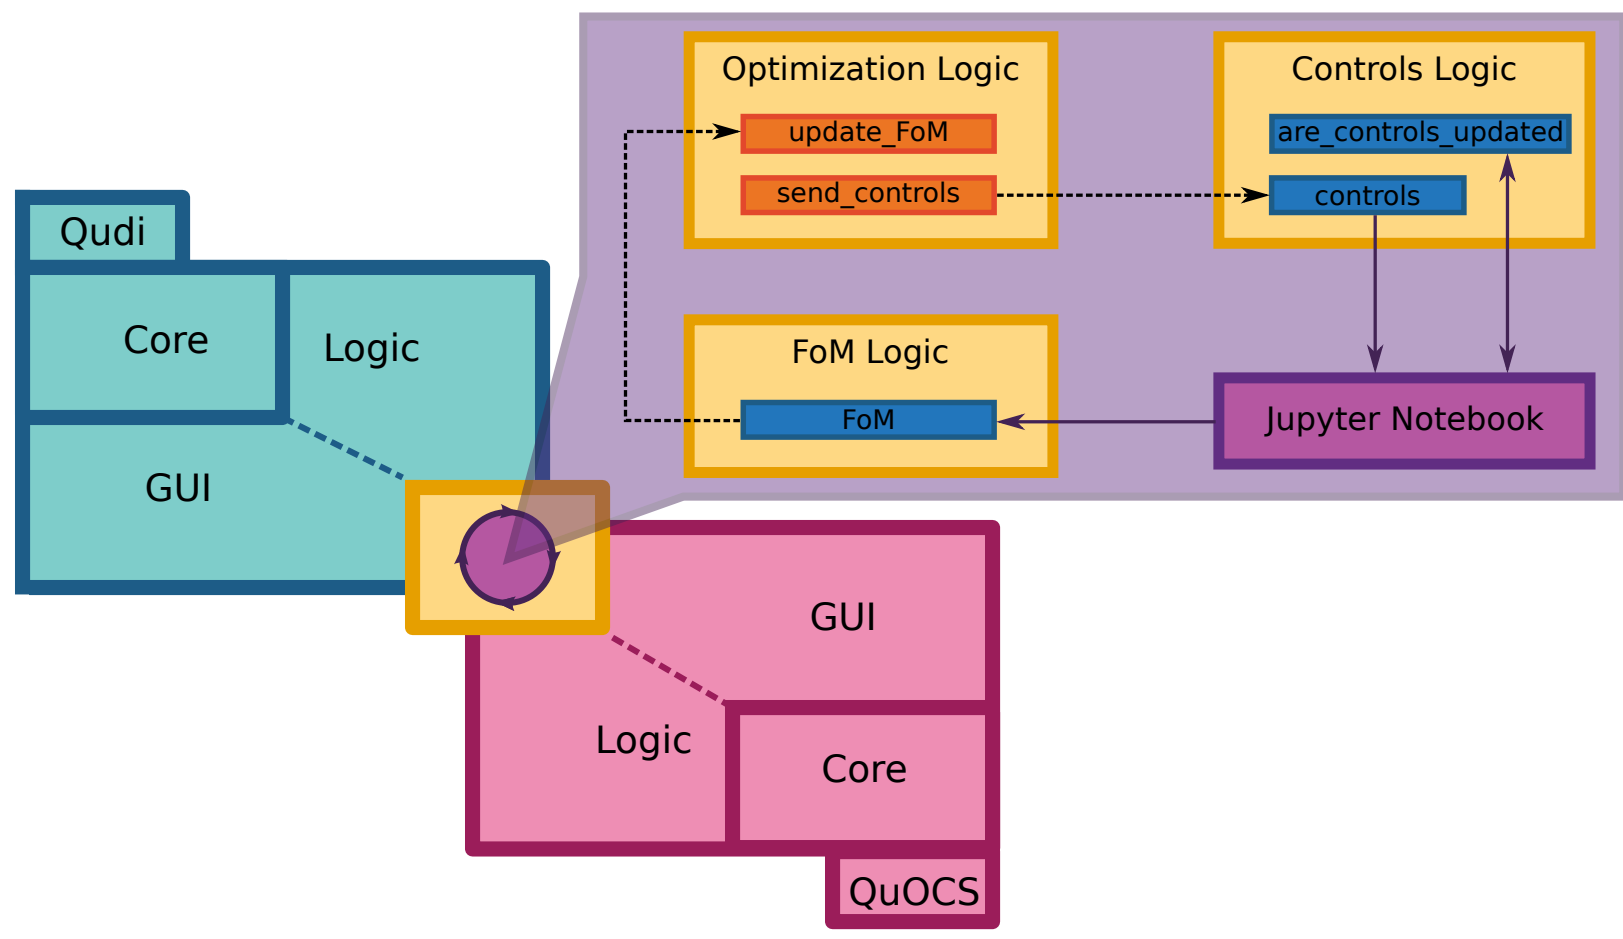 Optimization Logic
update_FoM
send_controls
Controls Logic
are_controls_updated
controls
FoM Logic
FoM
Jupyter Notebook
Qudi
Core
Logic
GUI
GUI
Logic
Core
QuOCS